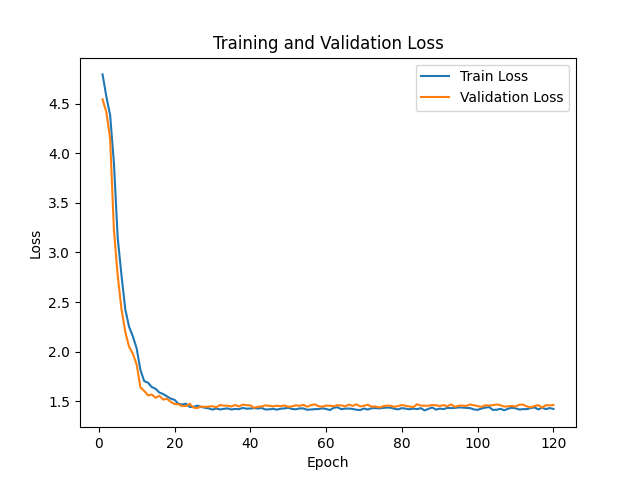 Training and Validation Loss
Train Loss
Validation Loss
4.5
4.0
3.5
3.0
2.5
2.0
1.5
Loss
0 20 40 60 80 100 120
Epoch